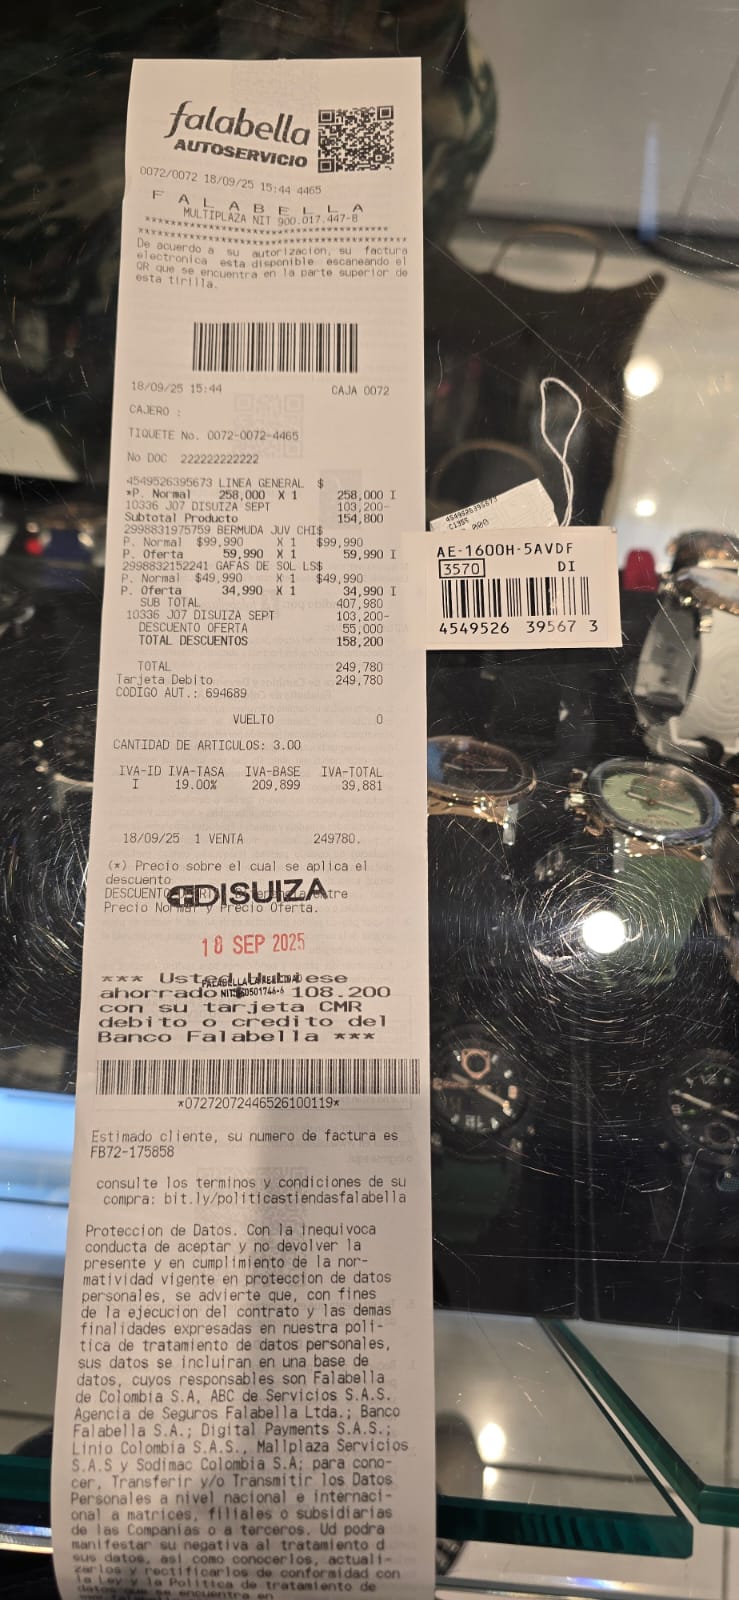 falabella
AUTOSERVICIO
0072/0072 18/09/25 15:44 4465
F A L A B E L L A
MULTIPLAZA NIT 900.017.447-8
****************************************
****************************************
De acuerdo a su autorizacion, su factura
electronica esta disponible escaneando el
QR que se encuentra en la parte superior de
esta tirilla.
18/09/25 15:44 CAJA 0072
CAJERO :
TIQUETE No. 0072-0072-4465
No DOC 222222222222
4549526395673 LINEA GENERAL $
*P. Normal 258,000 X 1 258,000 I
10336 J07 DISUIZA SEPT 103,200-
Subtotal Producto 154,800
2998831975759 BERMUDA JUV CHI$
P. Normal $99,990 X 1 $99,990
P. Oferta 59,990 X 1 59,990 I
2998832152241 GAFAS DE SOL LS$
P. Normal $49,990 X 1 $49,990
P. Oferta 34,990 X 1 34,990 I
SUB TOTAL 407,980
10336 J07 DISUIZA SEPT 103,200-
DESCUENTO OFERTA 55,000
TOTAL DESCUENTOS 158,200
TOTAL 249,780
Tarjeta Debito 249,780
CODIGO AUT.: 694689
VUELTO 0
CANTIDAD DE ARTICULOS: 3.00
IVA-ID IVA-TASA IVA-BASE IVA-TOTAL
I 19.00% 209,899 39,881
18/09/25 1 VENTA 249780.
(*) Precio sobre el cual se aplica el
descuento
DISUIZA
Precio Normal y Precio Oferta.
18 SEP 2025
*** Usted hubiese
ahorrado 108.200
con su tarjeta CMR
debito o credito del
Banco Falabella ***
*07272072446526100119*
Estimado cliente, su numero de factura es
FB72-175858
consulte los terminos y condiciones de su
compra: bit.ly/politicastiendasfalabella
Proteccion de Datos. Con la inequivoca
conducta de aceptar y no devolver la
presente y en cumplimiento de la nor-
matividad vigente en proteccion de datos
personales, se advierte que, con fines
de la ejecucion del contrato y las demas
finalidades expresadas en nuestra poli-
tica de tratamiento de datos personales,
sus datos se incluiran en una base de
datos, cuyos responsables son Falabella
de Colombia S.A, ABC de Servicios S.A.S.
Agencia de Seguros Falabella Ltda.; Banco
Falabella S.A.; Digital Payments S.A.S.;
Linio Colombia S.A.S., Mallplaza Servicios
S.A.S y Sodimac Colombia S.A; para cono-
cer, Transferir y/o Transmitir los Datos
Personales a nivel nacional e internaci-
onal a matrices, filiales o subsidiarias
de las Companias o a terceros. Ud podra
manifestar su negativa al tratamiento d
sus datos, asi como conocerlos, actuali-
zarlos y rectificarlos de conformidad con
la Ley y la Politica de tratamiento de
datos que se encuentra en
4549526395673
AE-1600H-5AVDF
3570 DI
4549526 39567 3